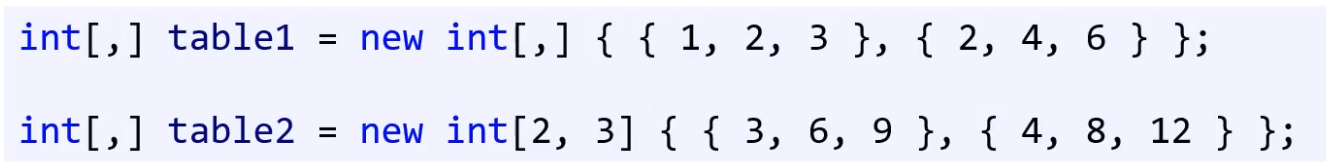 int[,] table1 = new int[,] { { 1, 2, 3 }, { 2, 4, 6 } };
int[,] table2 = new int[2, 3] { { 3, 6, 9 }, { 4, 8, 12 } };